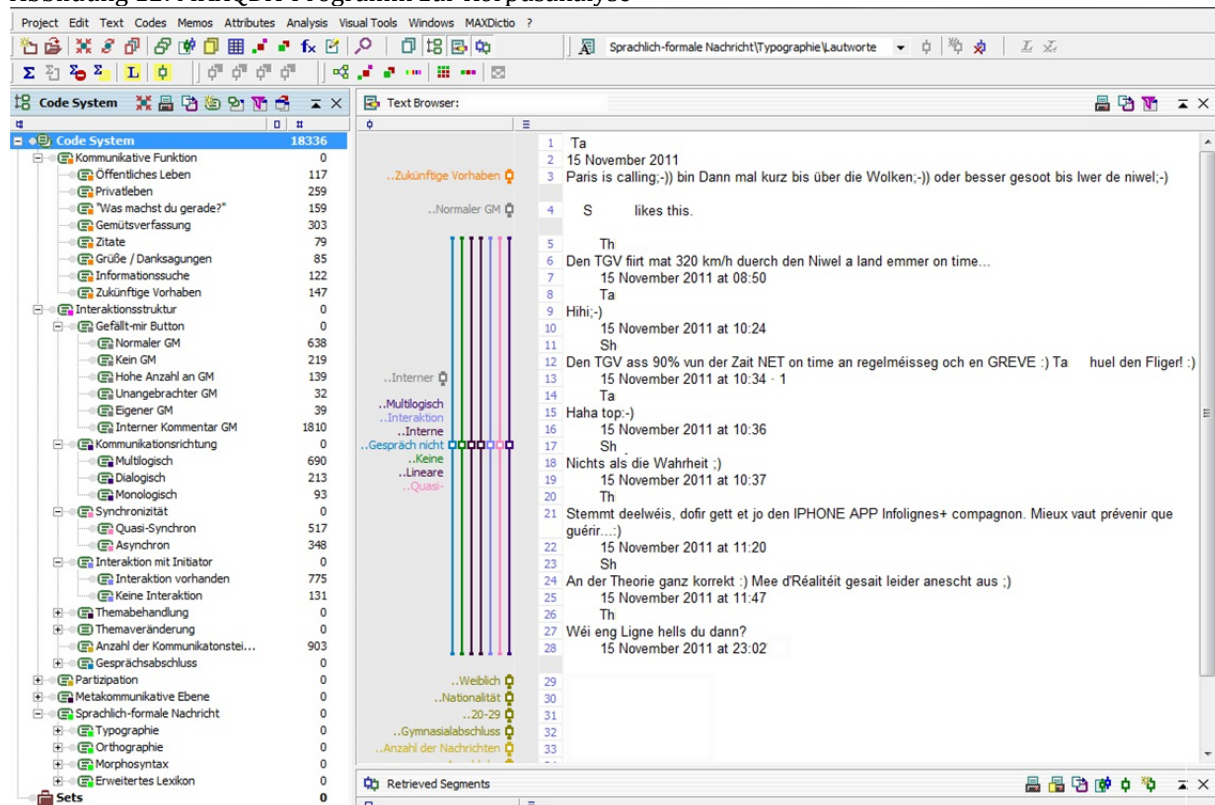 Project Edit Text Codes Memos Attributes Analysis Visual Tools Windows MAXDictio ?
Sprachlich-formale Nachricht\Typographie\Lautworte
Code System
Code System 18336
Kommunikative Funktion 0
Öffentliches Leben 117
Privatleben 259
"Was machst du gerade?" 159
Gemütsverfassung 303
Zitate 79
Grüße / Danksagungen 85
Informationssuche 122
Zukünftige Vorhaben 147
Interaktionsstruktur 0
Gefällt-mir Button 0
Normaler GM 638
Kein GM 219
Hohe Anzahl an GM 139
Unangebrachter GM 32
Eigener GM 39
Interner Kommentar GM 1810
Kommunikationsrichtung 0
Multilogisch 690
Dialogisch 213
Monologisch 93
Synchronizität 0
Quasi-Synchron 517
Asynchron 348
Interaktion mit Initiator 0
Interaktion vorhanden 775
Keine Interaktion 131
Themabehandlung 0
Themaveränderung 0
Anzahl der Kommunikatonstei... 903
Gesprächsabschluss 0
Partizipation 0
Metakommunikative Ebene 0
Sprachlich-formale Nachricht 0
Typographie 0
Orthographie 0
Morphosyntax 0
Erweitertes Lexikon 0
Sets 0
Text Browser:
..Zukünftige Vorhaben
..Normaler GM
..Interner
..Multilogisch
..Interaktion
..Interne
..Gespräch nicht
..Keine
..Lineare
..Quasi-
..Weiblich
..Nationalität
..20-29
..Gymnasialabschluss
..Anzahl der Nachrichten
1 Ta
2 15 November 2011
3 Paris is calling;-)) bin Dann mal kurz bis über die Wolken;-)) oder besser gesoot bis Iwer de niwel;-)
4 S likes this.
5 Th
6 Den TGV fiirt mat 320 km/h duerch den Niwel a land emmer on time...
7 15 November 2011 at 08:50
8 Ta
9 Hihi;-)
10 15 November 2011 at 10:24
11 Sh
12 Den TGV ass 90% vun der Zait NET on time an regelméisseg och en GREVE :) Ta huel den Fliger! :)
13 15 November 2011 at 10:34 · 1
14 Ta
15 Haha top:-)
16 15 November 2011 at 10:36
17 Sh
18 Nichts als die Wahrheit ;)
19 15 November 2011 at 10:37
20 Th
21 Stemmt deelwéis, dofir gett et jo den IPHONE APP Infolignes+ compagnon. Mieux vaut prévenir que
guérir...:)
22 15 November 2011 at 11:20
23 Sh
24 An der Theorie ganz korrekt :) Mee d'Réalitéit gesait leider anescht aus ;)
25 15 November 2011 at 11:47
26 Th
27 Wéi eng Ligne hells du dann?
28 15 November 2011 at 23:02
29
30
31
32
33
Retrieved Segments